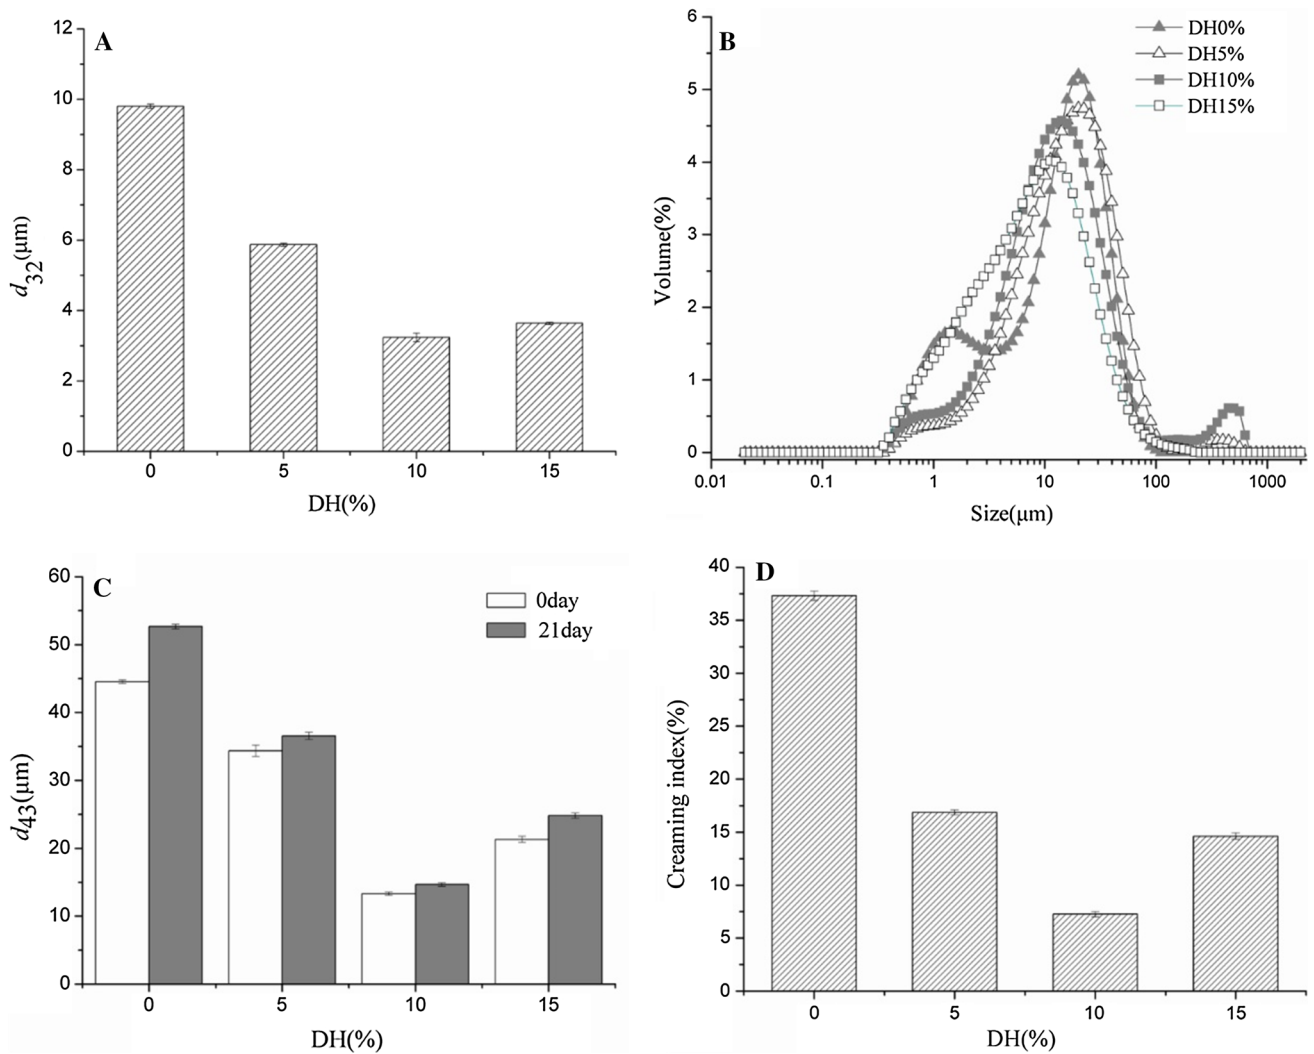 A
12
10
8
6
4
2
0
d32(μm)
0 5 10 15
DH(%)
B
6
5
4
3
2
1
0
Volume(%)
DH0%
DH5%
DH10%
DH15%
0.01 0.1 1 10 100 1000
Size(μm)
C
60
50
40
30
20
10
0
d43(μm)
0day
21day
0 5 10 15
DH(%)
D
40
35
30
25
20
15
10
5
0
Creaming index(%)
0 5 10 15
DH(%)